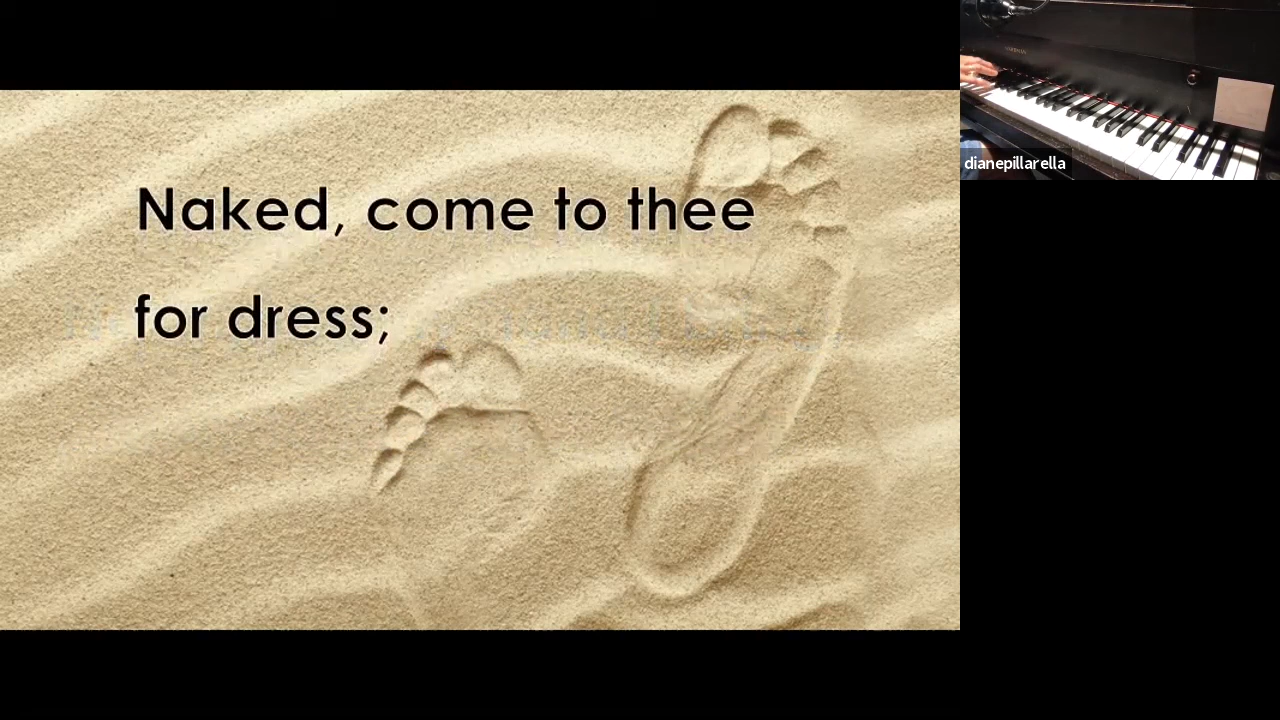 Naked, come to thee
for dress;
dianepillarella